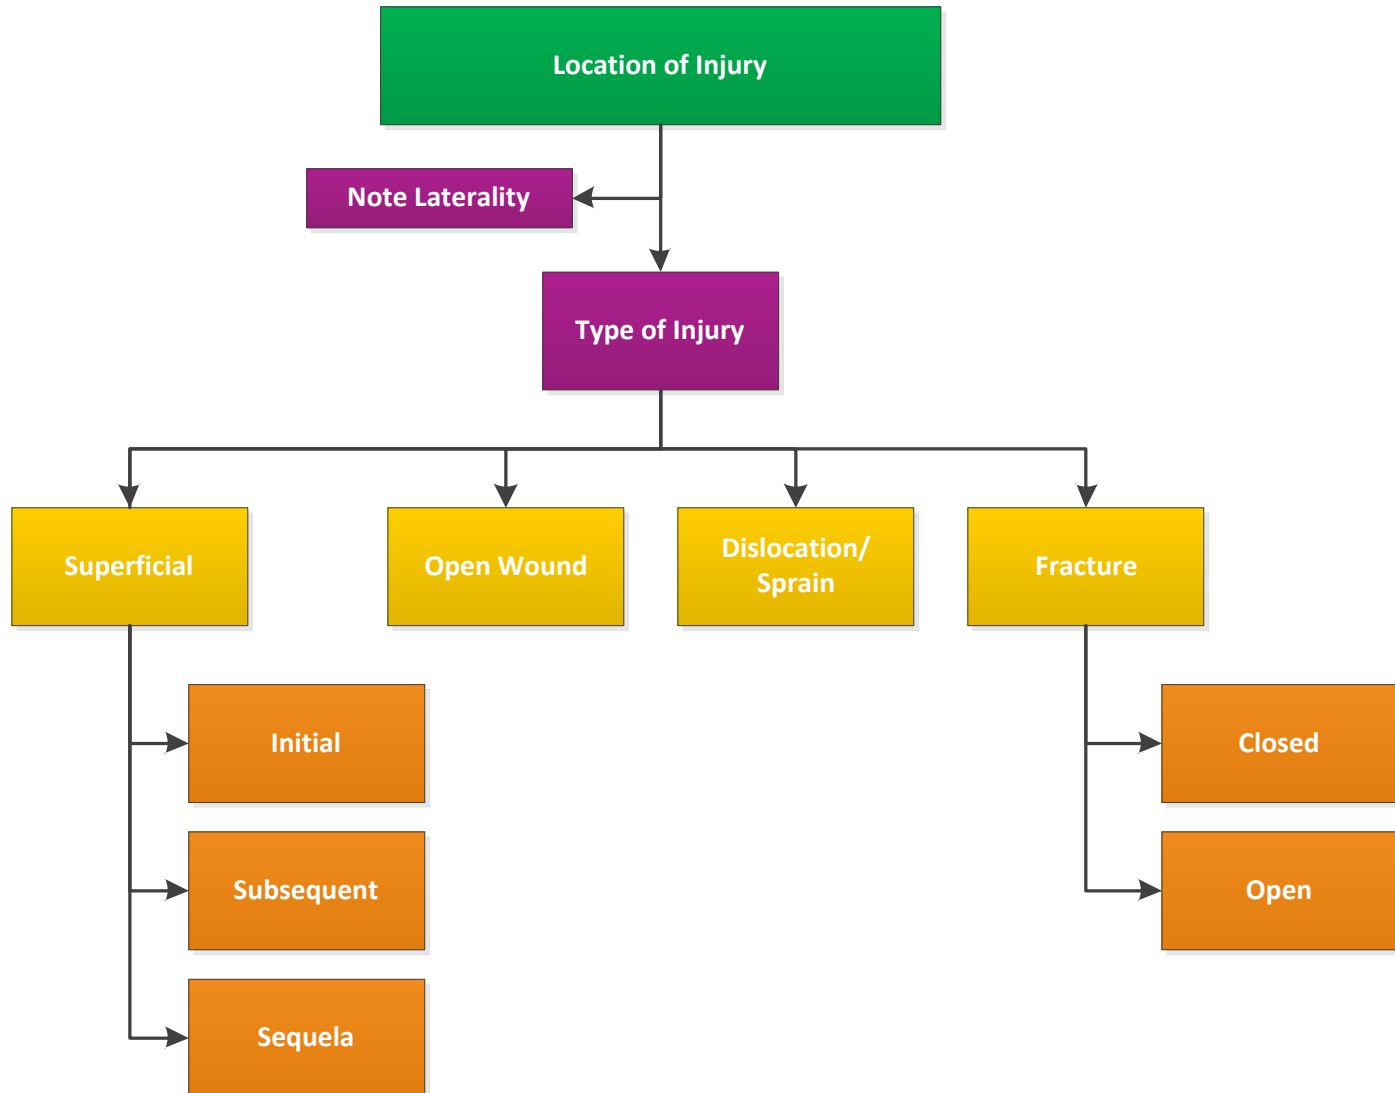 Location of Injury
Note Laterality
Type of Injury
Superficial
Open Wound
Dislocation/
Sprain
Fracture
Initial
Closed
Subsequent
Open
Sequela